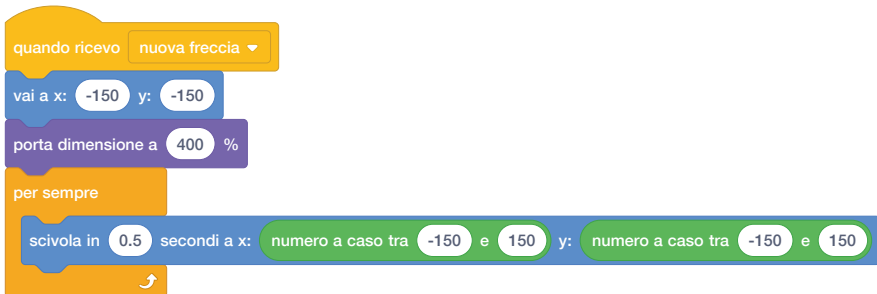 quando ricevo nuova freccia
vai a x: -150 y: -150
porta dimensione a 400 %
per sempre
scivola in 0.5 secondi a x: numero a caso tra -150 e 150 y: numero a caso tra -150 e 150